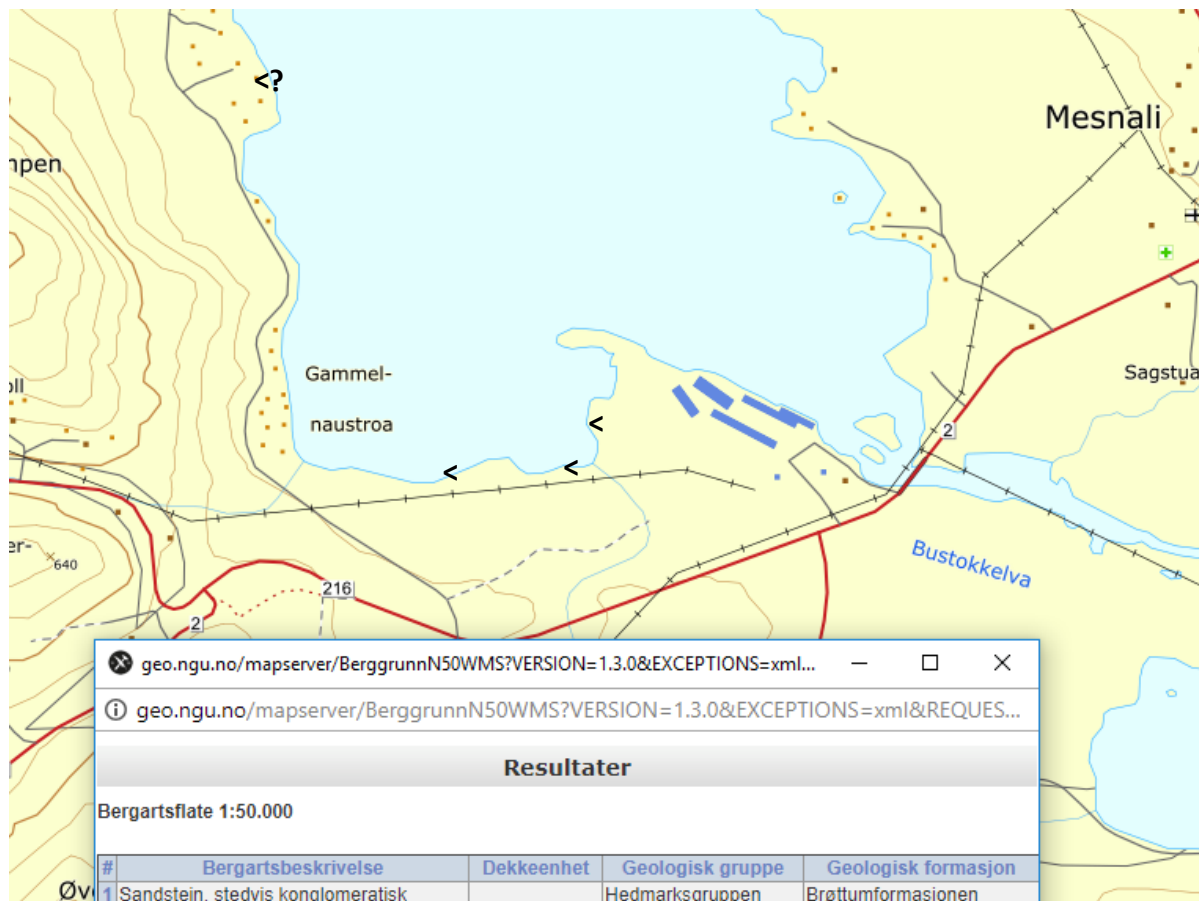 <?
Mesnali
npen
Gammel-
naustroa
Sagstua
oll
<
<
<
2
er-
640
216
2
Bustokkelva
geo.ngu.no/mapserver/BerggrunnN50WMS?VERSION=1.3.0&EXCEPTIONS=xml...
geo.ngu.no/mapserver/BerggrunnN50WMS?VERSION=1.3.0&EXCEPTIONS=xml&REQUES...
Resultater
Bergartsflate 1:50.000
# Bergartsbeskrivelse Dekkeenhet Geologisk gruppe Geologisk formasjon
Øv
1 Sandstein, stedvis konglomeratisk Hedmarksgruppen Brøttumformasjonen